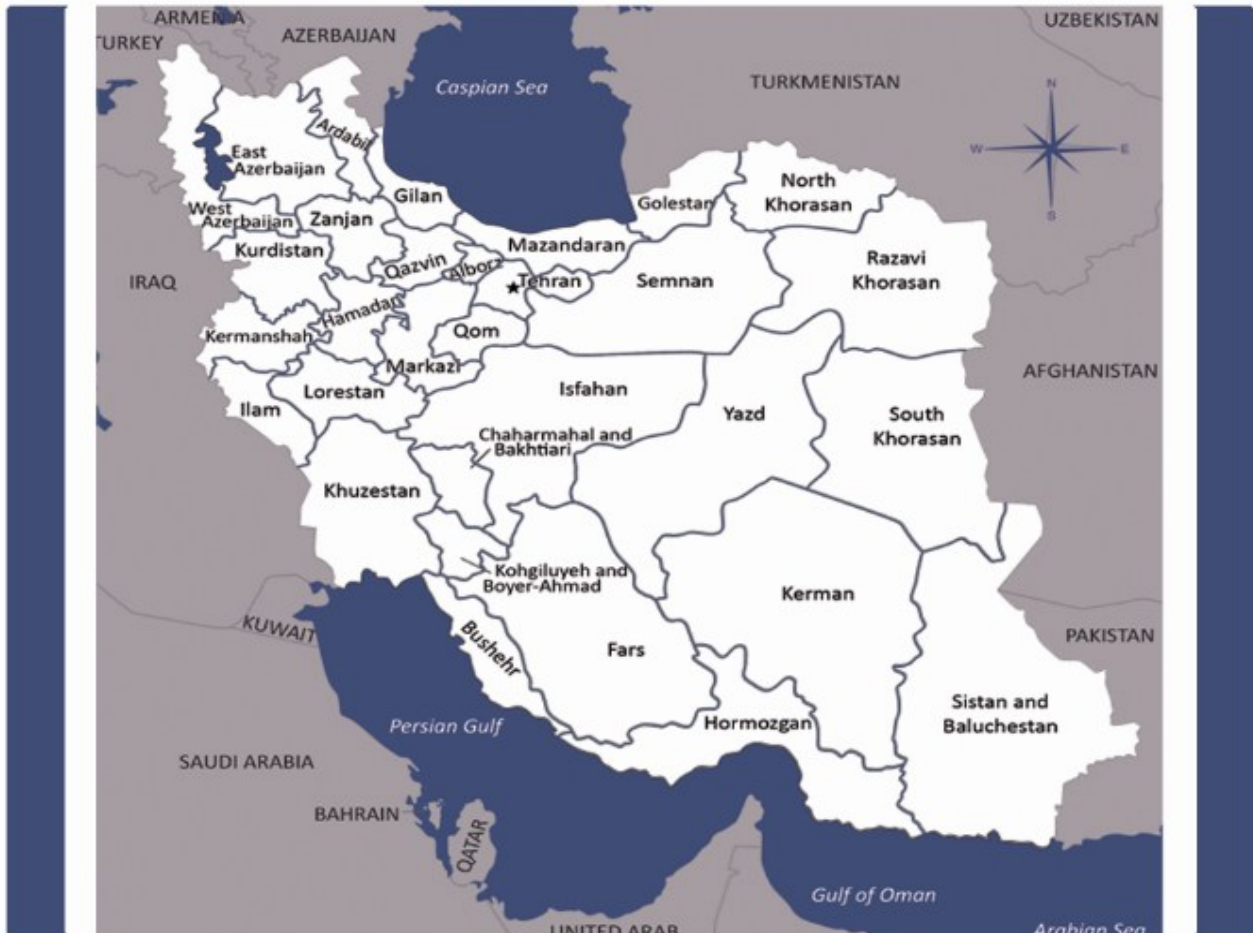 ARMENIA
UZBEKISTAN
TURKEY
AZERBAIJAN
Caspian Sea
TURKMENISTAN
N
W
E
S
Ardabil
East
Azerbaijan
Gilan
North
Khorasan
Golestan
West
Azerbaijan
Zanjan
Mazandaran
Kurdistan
Qazvin
Alborz
Tehran
Semnan
Razavi
Khorasan
IRAQ
Hamadan
Kermanshah
Qom
Markazi
AFGHANISTAN
Lorestan
Isfahan
Ilam
Yazd
South
Khorasan
Chaharmahal and
Bakhtiari
Khuzestan
Kohgiluyeh and
Boyer-Ahmad
Kerman
KUWAIT
PAKISTAN
Bushehr
Fars
Sistan and
Baluchestan
Persian Gulf
Hormozgan
SAUDI ARABIA
BAHRAIN
QATAR
Gulf of Oman
UNITED ARAB
Arabian Sea